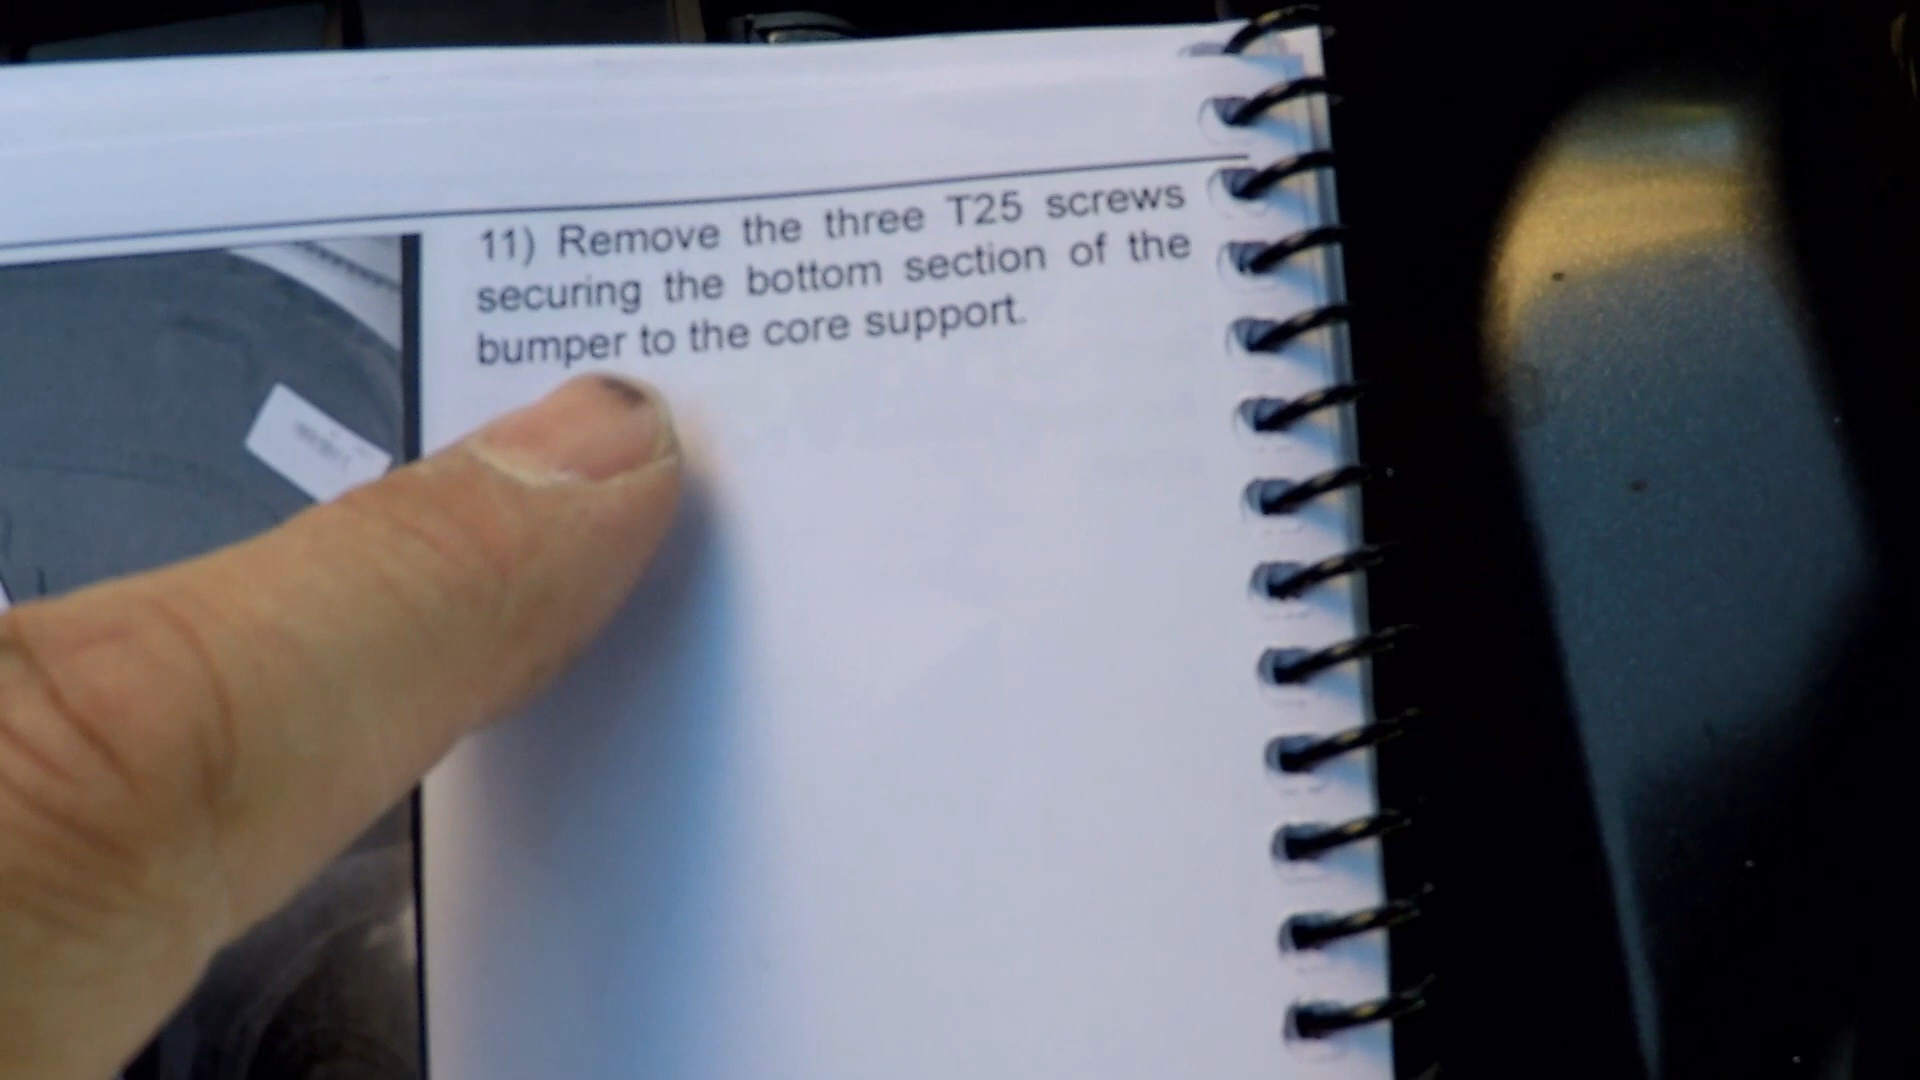 11) Remove the three T25 screws
securing the bottom section of the
bumper to the core support.